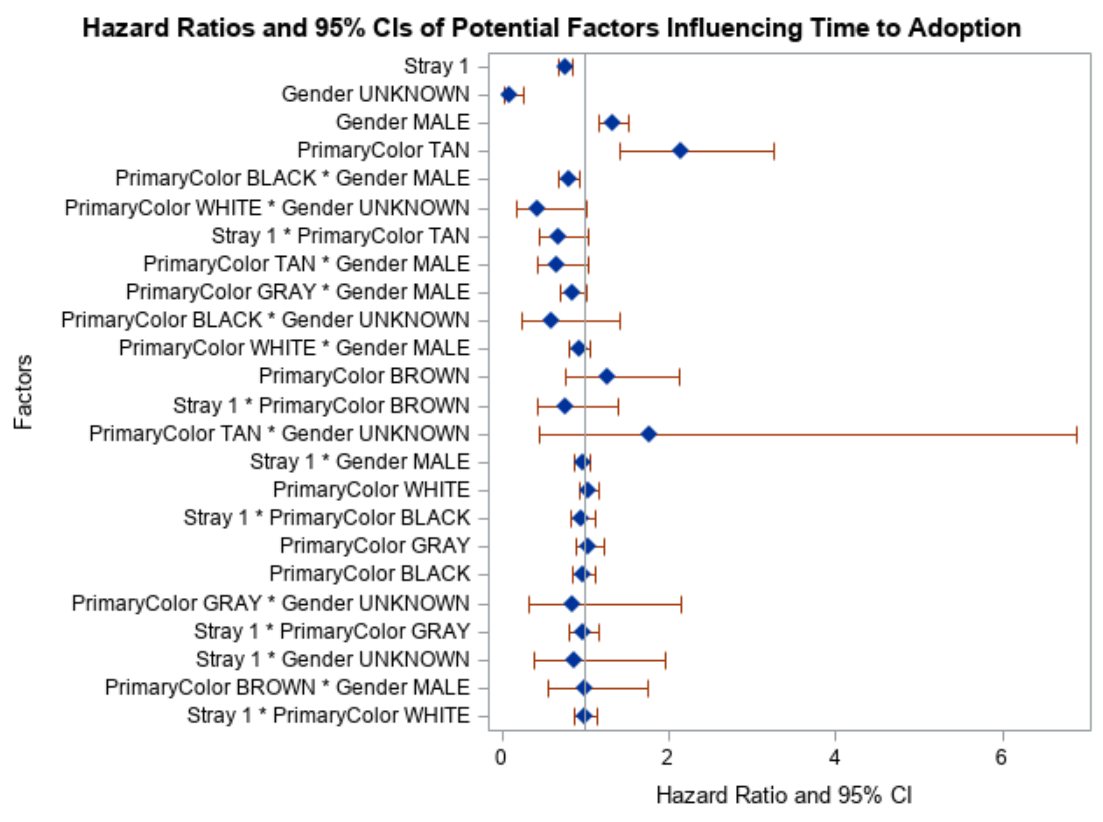 Hazard Ratios and 95% CIs of Potential Factors Influencing Time to Adoption
Stray 1
Gender UNKNOWN
Gender MALE
PrimaryColor TAN
PrimaryColor BLACK * Gender MALE
PrimaryColor WHITE * Gender UNKNOWN
Stray 1 * PrimaryColor TAN
PrimaryColor TAN * Gender MALE
PrimaryColor GRAY * Gender MALE
PrimaryColor BLACK * Gender UNKNOWN
PrimaryColor WHITE * Gender MALE
PrimaryColor BROWN
Stray 1 * PrimaryColor BROWN
PrimaryColor TAN * Gender UNKNOWN
Stray 1 * Gender MALE
PrimaryColor WHITE
Stray 1 * PrimaryColor BLACK
PrimaryColor GRAY
PrimaryColor BLACK
PrimaryColor GRAY * Gender UNKNOWN
Stray 1 * PrimaryColor GRAY
Stray 1 * Gender UNKNOWN
PrimaryColor BROWN * Gender MALE
Stray 1 * PrimaryColor WHITE
Factors
0 2 4 6
Hazard Ratio and 95% CI